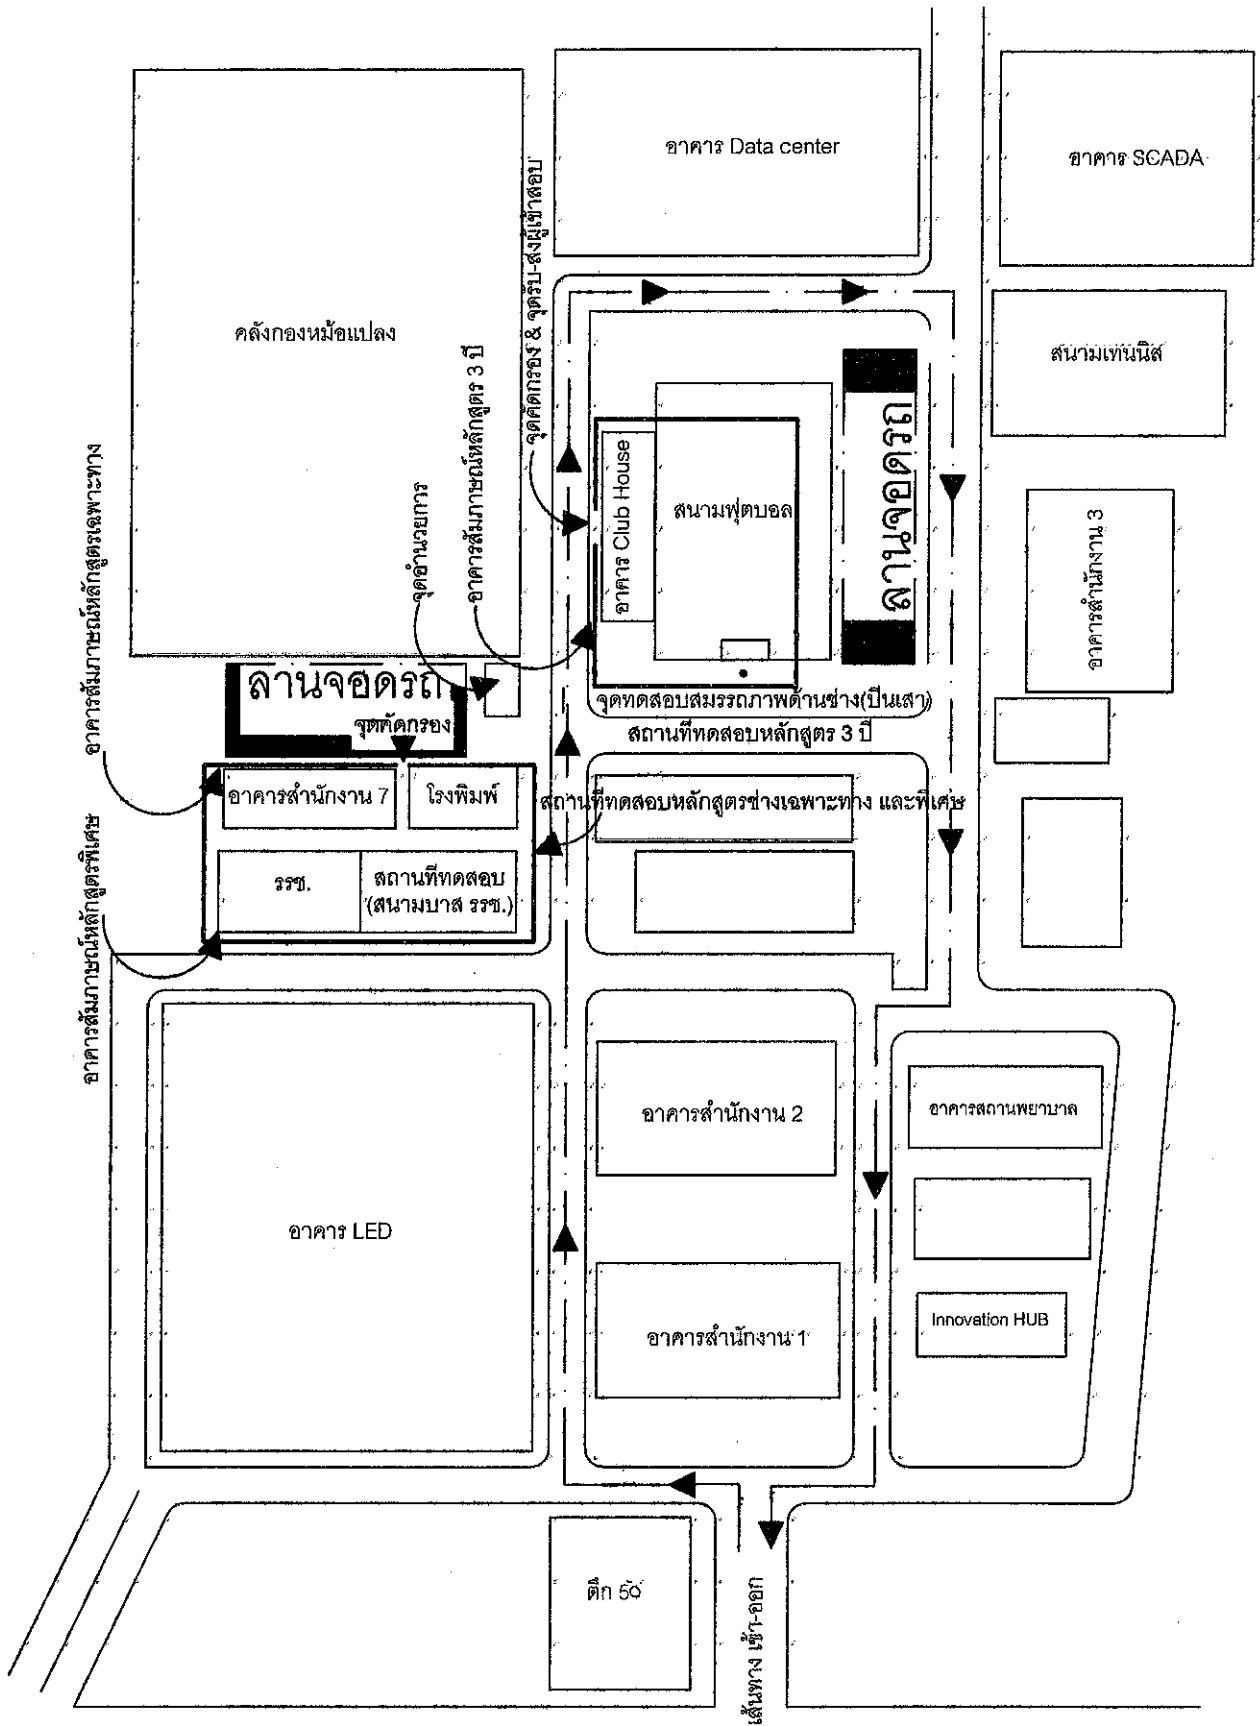 อาคาร Data center
อาคาร SCADA
คลังกองหม้อแปลง
จุดคัดกรอง & จุดรับ-ส่งผู้เข้าสอบ
อาคารสัมภาษณ์หลักสูตร 3 ปี
จุดอำนวยการ
สนามเทนนิส
อาคาร Club House
สนามฟุตบอล
ลานจอดรถ
อาคารสำนักงาน 3
อาคารสัมภาษณ์หลักสูตรเฉพาะทาง
ลานจอดรถ
จุดคัดกรอง
จุดทดสอบสมรรถภาพด้านช่าง(ปีนเสา)
สถานที่ทดสอบหลักสูตร 3 ปี
อาคารสำนักงาน 7
โรงพิมพ์
สถานที่ทดสอบหลักสูตรช่างเฉพาะทาง และพิเศษ
รรช.
สถานที่ทดสอบ
(สนามบาส รรช.)
อาคารสัมภาษณ์หลักสูตรพิเศษ
อาคารสำนักงาน 2
อาคารสถานพยาบาล
อาคาร LED
Innovation HUB
อาคารสำนักงาน 1
ตึก 50
เส้นทาง เข้า-ออก